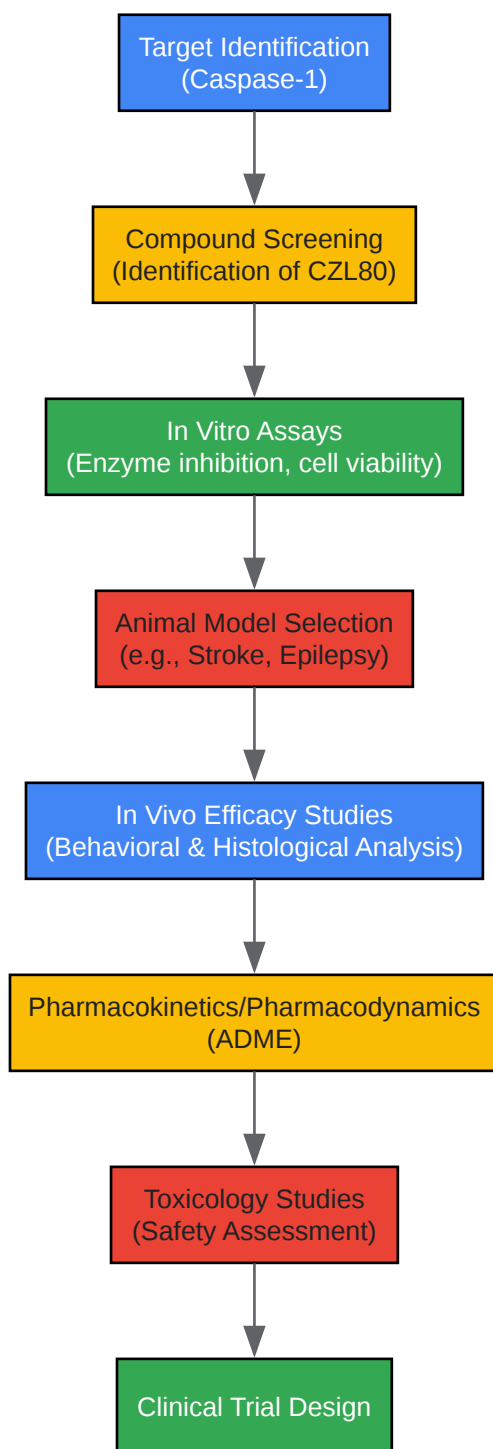 Target Identification
(Caspase-1)
Compound Screening
(Identification of CZL80)
In Vitro Assays
(Enzyme inhibition, cell viability)
Animal Model Selection
(e.g., Stroke, Epilepsy)
In Vivo Efficacy Studies
(Behavioral & Histological Analysis)
Pharmacokinetics/Pharmacodynamics
(ADME)
Toxicology Studies
(Safety Assessment)
Clinical Trial Design